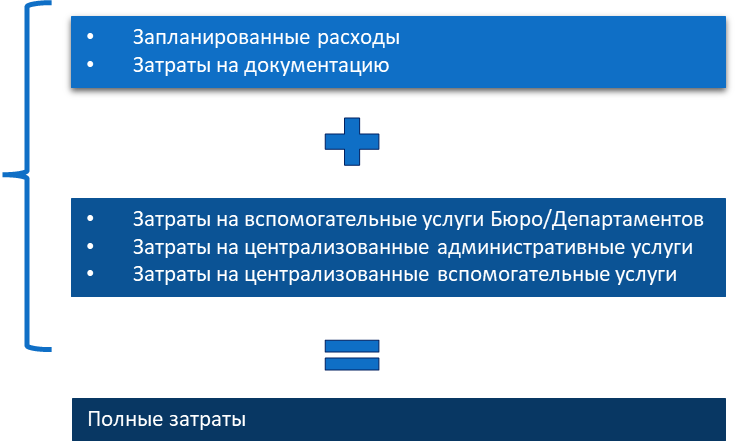 • Запланированные расходы
• Затраты на документацию
• Затраты на вспомогательные услуги Бюро/Департаментов
• Затраты на централизованные административные услуги
• Затраты на централизованные вспомогательные услуги
Полные затраты